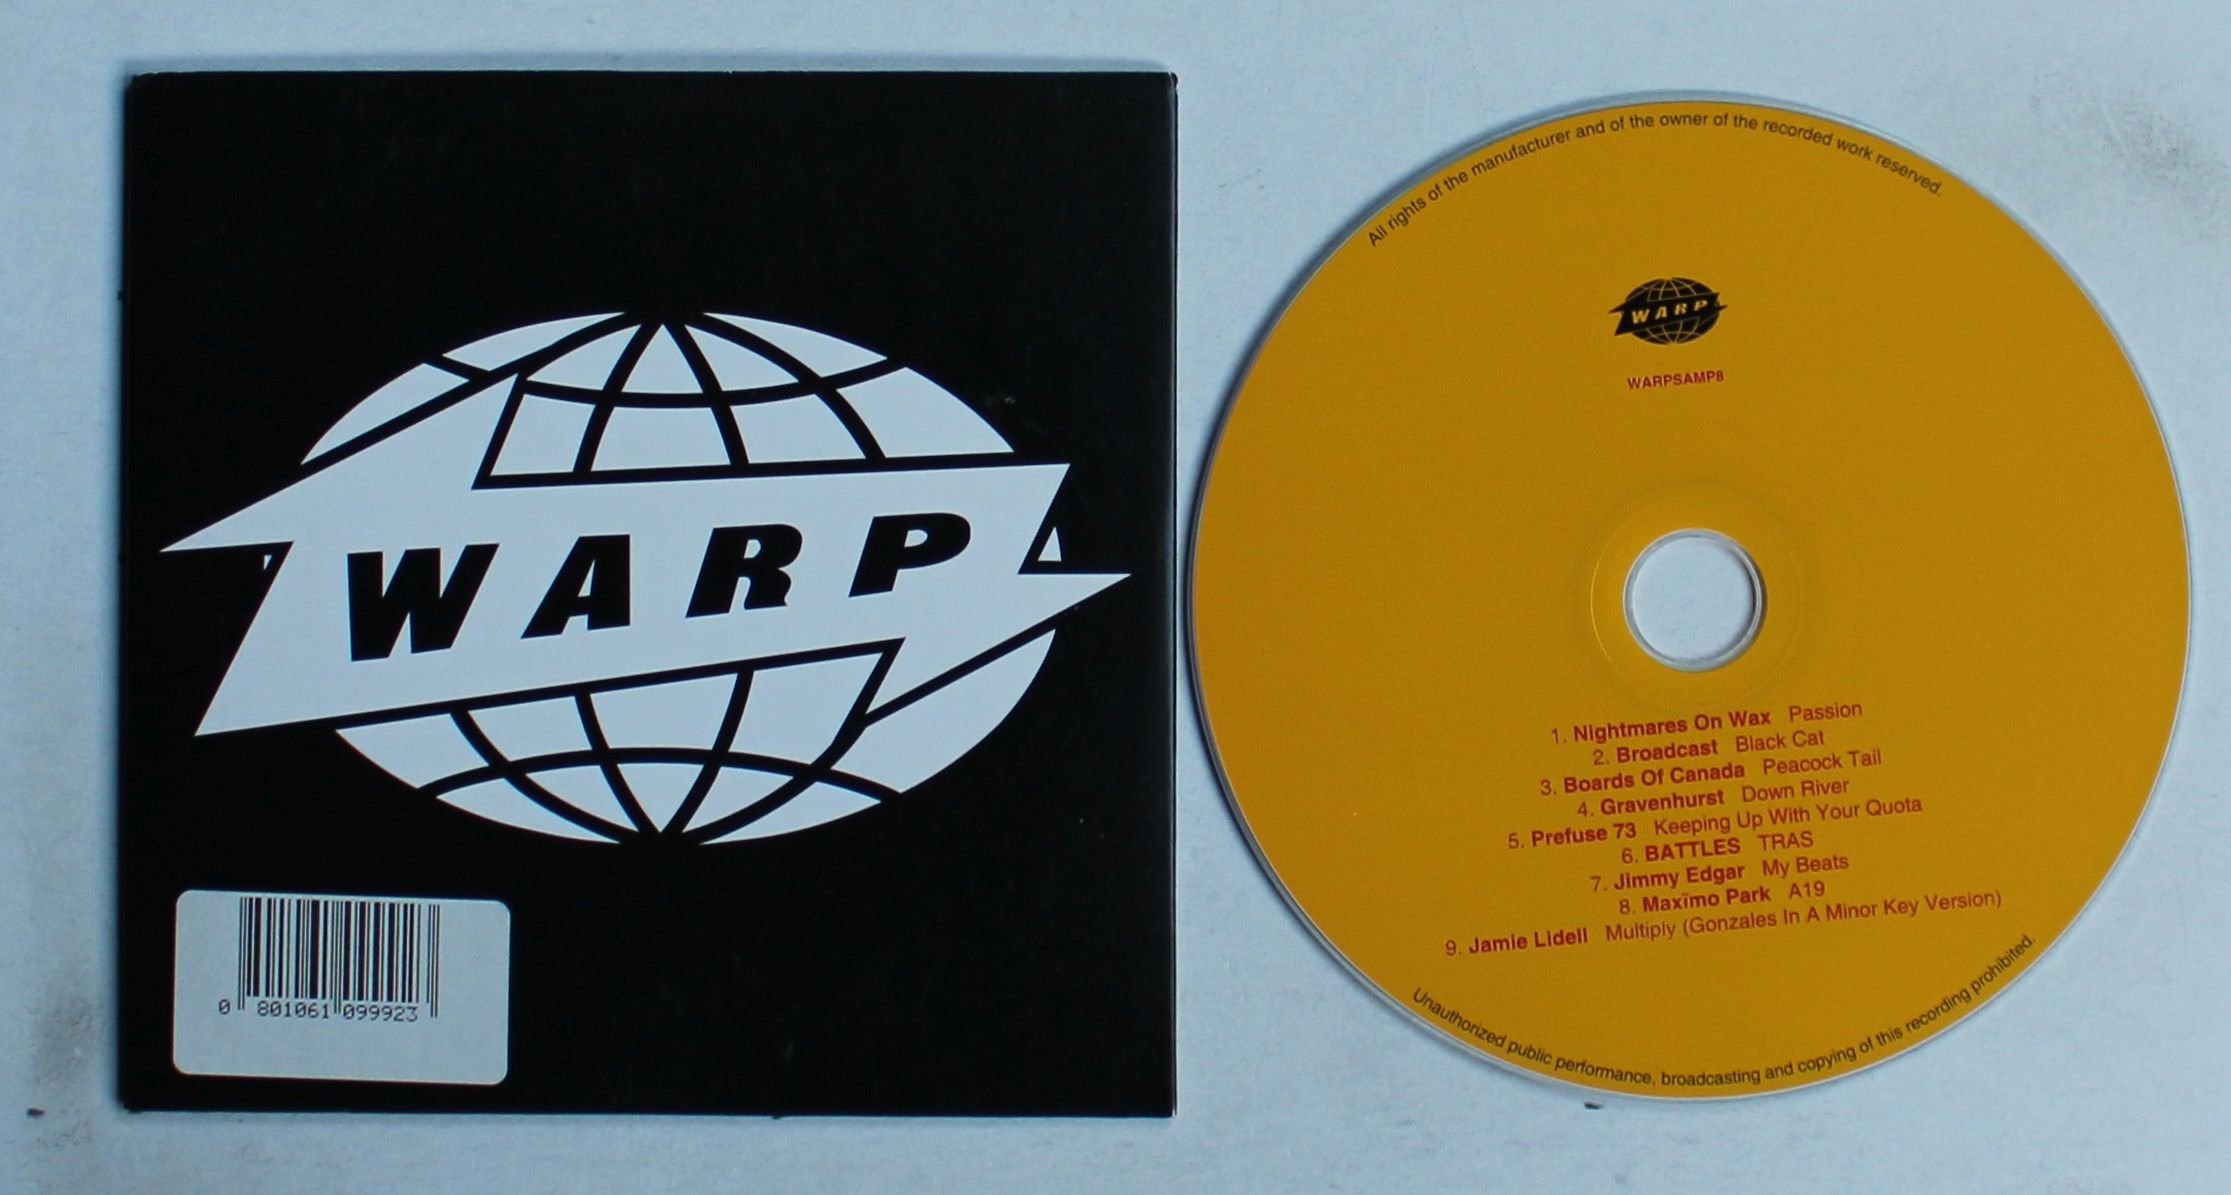 WARP
0 801061 099923
All rights of the manufacturer and of the owner of the recorded work reserved.
WARP
WARPSAMP8
1. Nightmares On Wax Passion
2. Broadcast Black Cat
3. Boards Of Canada Peacock Tail
4. Gravenhurst Down River
5. Prefuse 73 Keeping Up With Your Quota
6. BATTLES TRAS
7. Jimmy Edgar My Beats
8. Maxïmo Park A19
9. Jamie Lidell Multiply (Gonzales In A Minor Key Version)
Unauthorized public performance, broadcasting and copying of this recording prohibited.